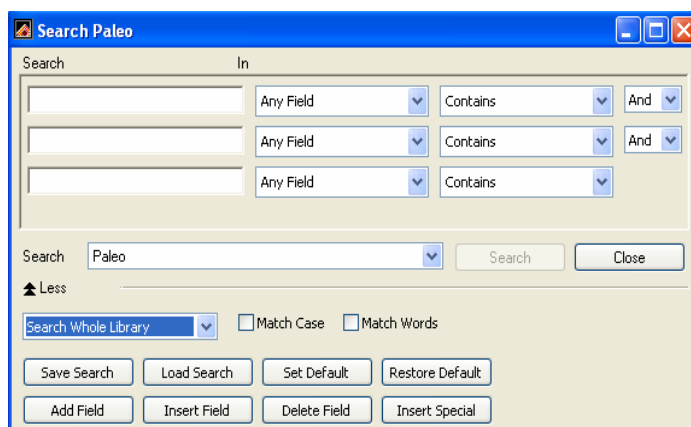 Search Paleo
Search In
Any Field Contains And
Any Field Contains And
Any Field Contains
Search Paleo Search Close
Less
Search Whole Library Match Case Match Words
Save Search Load Search Set Default Restore Default
Add Field Insert Field Delete Field Insert Special